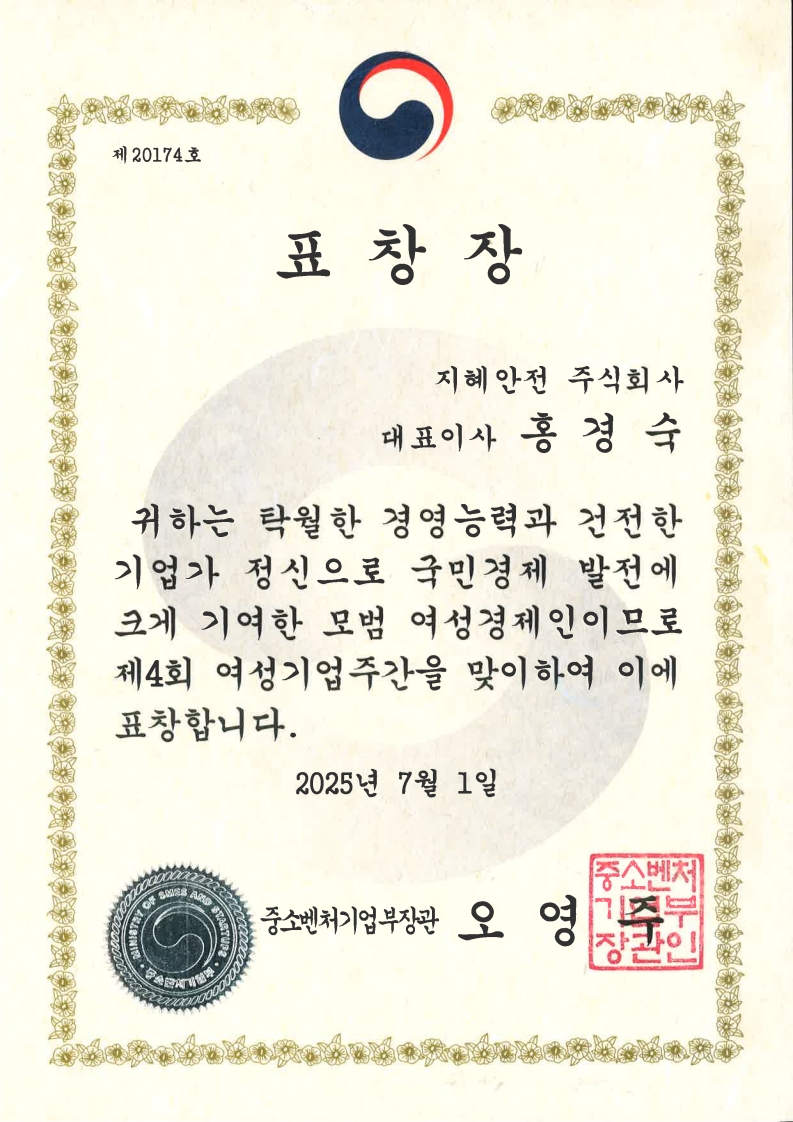 제 20174 호
표 창 장
지혜안전 주식회사
대표이사 홍 경 숙
귀하는 탁월한 경영능력과 건전한
기업가 정신으로 국민경제 발전에
크게 기여한 모범 여성경제인이므로
제4회 여성기업주간을 맞이하여 이에
표창합니다.
2025년 7월 1일
MINISTRY OF SMES AND STARTUPS
중소벤처기업부장관 오 영 주
중소벤처
기업부
장관인